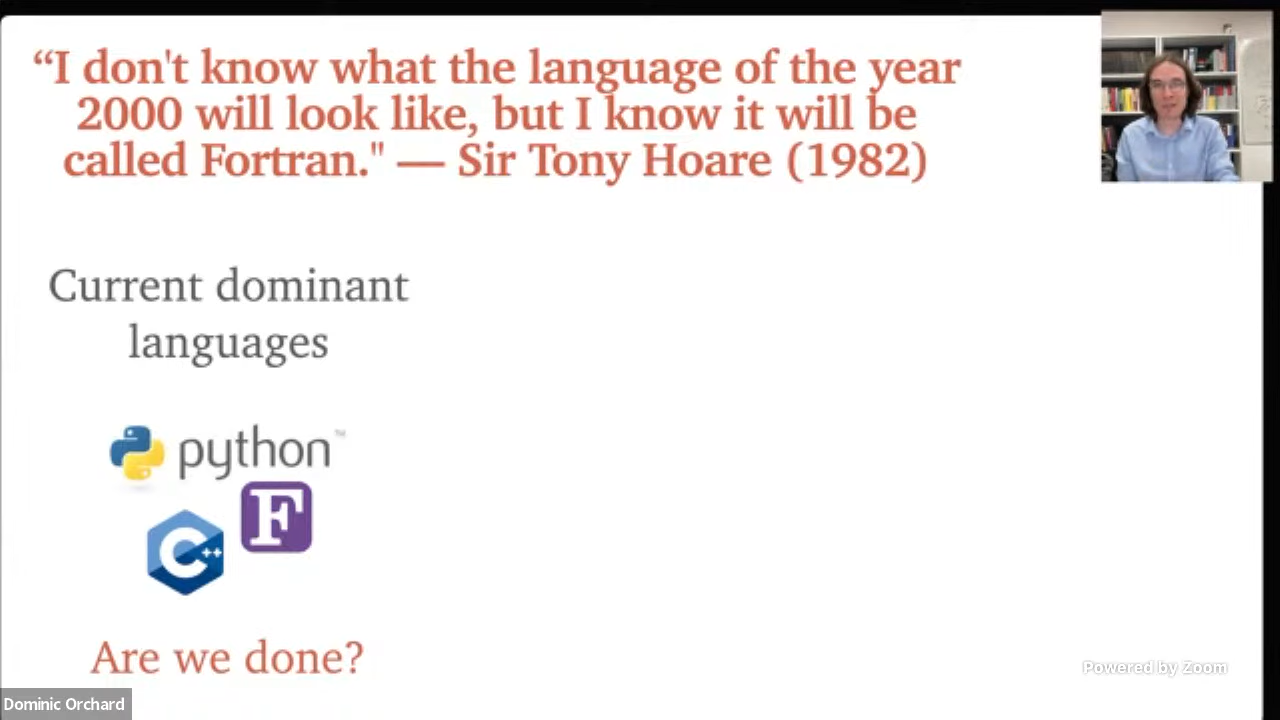 “I don't know what the language of the year
2000 will look like, but I know it will be
called Fortran." — Sir Tony Hoare (1982)
Current dominant
languages
python™
F
C++
Are we done?
Powered by Zoom
Dominic Orchard